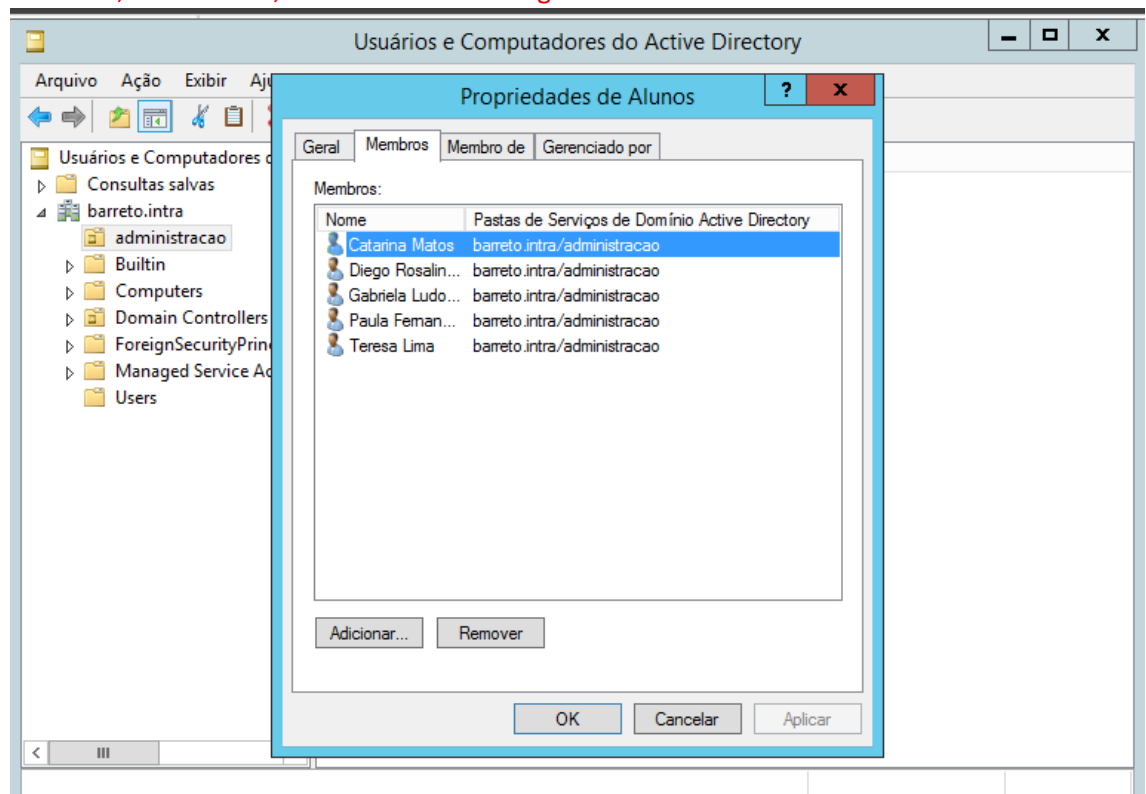 Usuários e Computadores do Active Directory
Arquivo Ação Exibir
Propriedades de Alunos
Usuários e Computadores
Consultas salvas
barreto.intra
administracao
Builtin
Computers
Domain Controllers
Managed Service
Users
Geral Membros Membro de Gerenciado por
Membros:
Nome Pastas de Serviços de Domínio Active Directory
Catarina Matos barreto.intra/administracao
Diego Rosalin... barreto.intra/administracao
Gabriela Ludo... barreto.intra/administracao
Paula Fernan... barreto.intra/administracao
Teresa Lima barreto.intra/administracao
Adicionar... Remover
OK Cancelar Aplicar